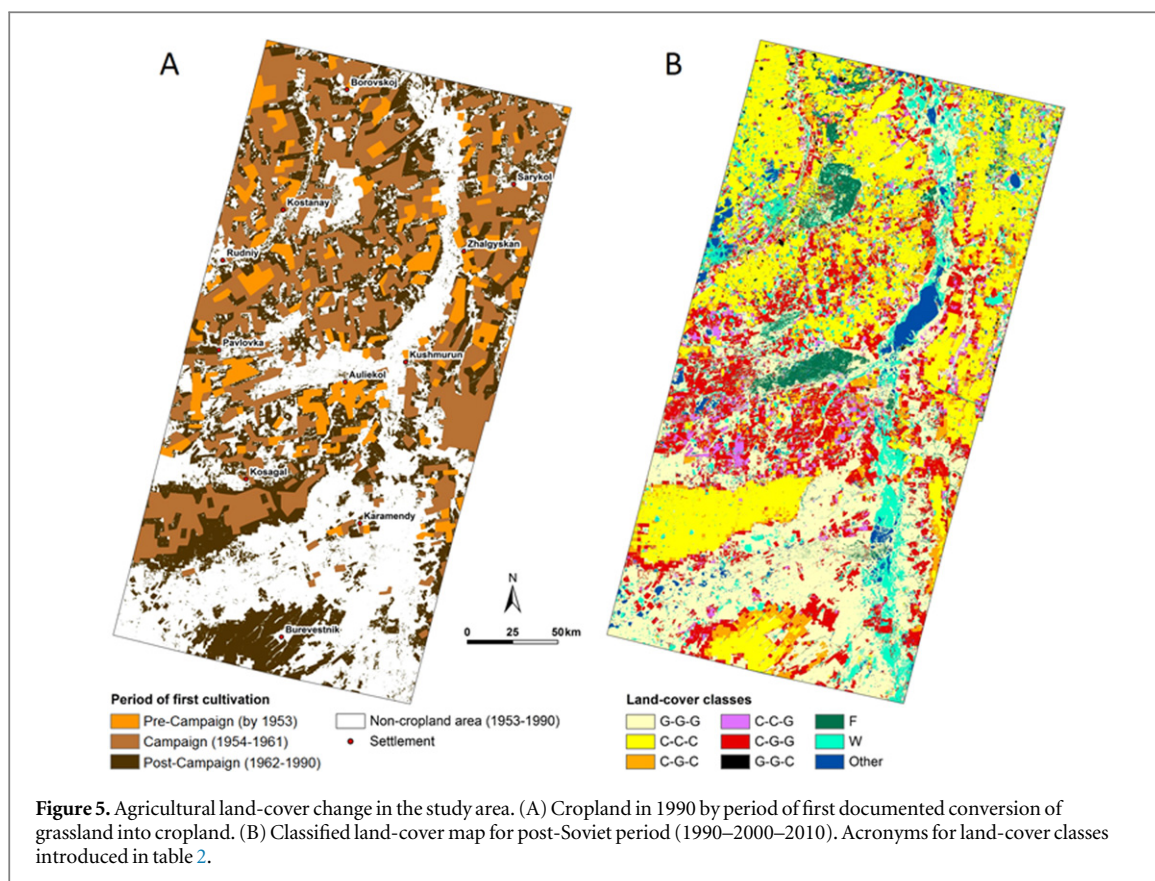 A
B
Borovskoj
Sarykol
Kostanay
Zhalgyskan
Rudniy
Pavlovka
Kushmurun
Auliekol
Kosagal
Karamendy
N
Burevestnik
0 25 50 km
Period of first cultivation
Pre-Campaign (by 1953)
Campaign (1954-1961)
Post-Campaign (1962-1990)
Non-cropland area (1953-1990)
Settlement
Land-cover classes
G-G-G
C-C-C
C-G-C
C-C-G
C-G-G
G-G-C
F
W
Other
Figure 5. Agricultural land-cover change in the study area. (A) Cropland in 1990 by period of first documented conversion of
grassland into cropland. (B) Classified land-cover map for post-Soviet period (1990–2000–2010). Acronyms for land-cover classes
introduced in table 2.